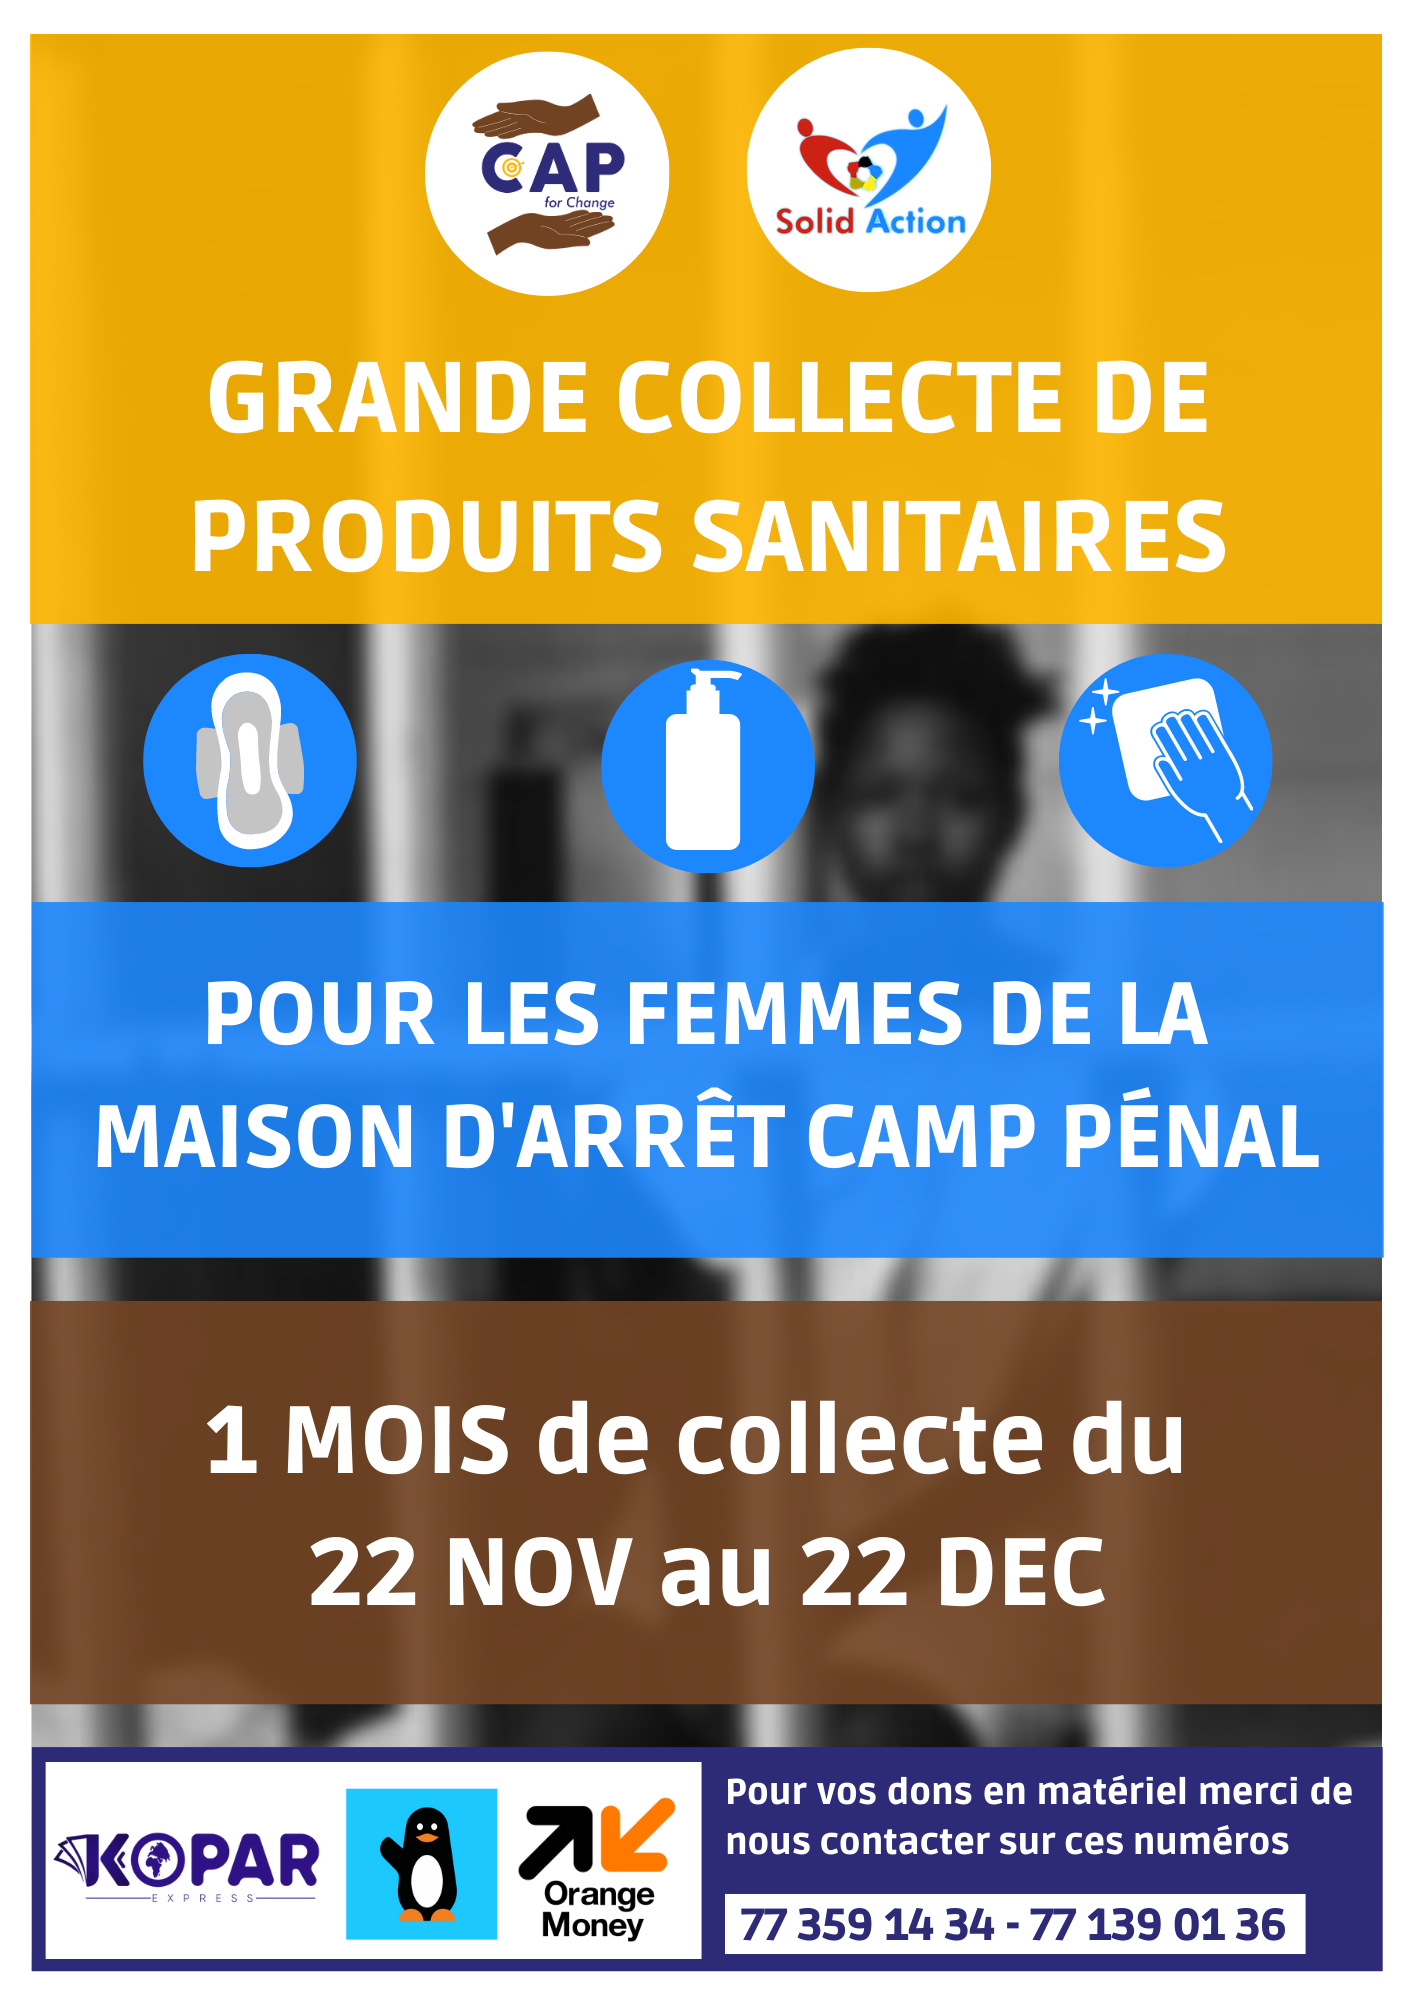 CAP
for Change
Solid Action
GRANDE COLLECTE DE
PRODUITS SANITAIRES
POUR LES FEMMES DE LA
MAISON D'ARRÊT CAMP PÉNAL
1 MOIS de collecte du
22 NOV au 22 DEC
KOPAR
EXPRESS
Orange
Money
Pour vos dons en matériel merci de
nous contacter sur ces numéros
77 359 14 34 - 77 139 01 36